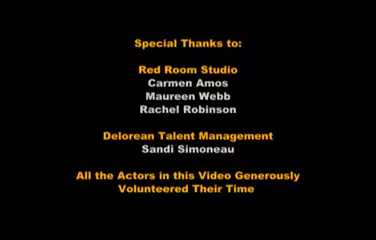 Special Thanks to:
Red Room Studio
Carmen Amos
Maureen Webb
Rachel Robinson
Delorean Talent Management
Sandi Simoneau
All the Actors in this Video Generously
Volunteered Their Time